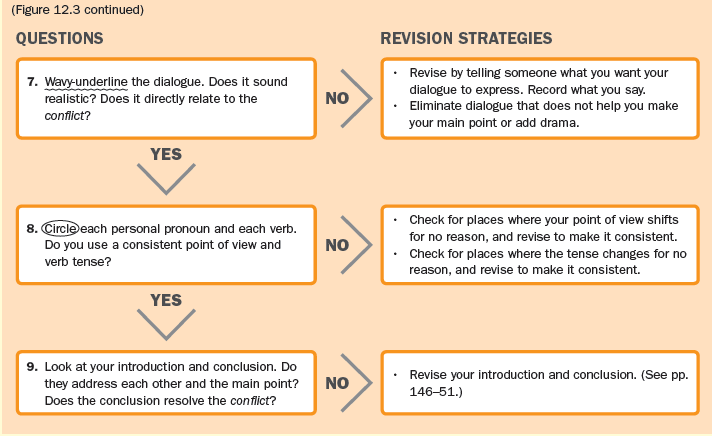 (Figure 12.3 continued)
QUESTIONS
REVISION STRATEGIES
7. Wavy-underline the dialogue. Does it sound
realistic? Does it directly relate to the
conflict?
NO
• Revise by telling someone what you want your
dialogue to express. Record what you say.
• Eliminate dialogue that does not help you make
your main point or add drama.
YES
8. Circle each personal pronoun and each verb.
Do you use a consistent point of view and
verb tense?
NO
• Check for places where your point of view shifts
for no reason, and revise to make it consistent.
• Check for places where the tense changes for no
reason, and revise to make it consistent.
YES
9. Look at your introduction and conclusion. Do
they address each other and the main point?
Does the conclusion resolve the conflict?
NO
• Revise your introduction and conclusion. (See pp.
146–51.)